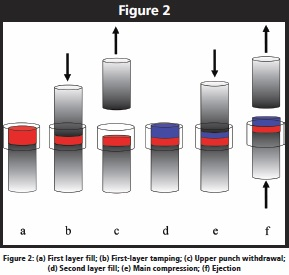 Figure 2
a b c d e f
Figure 2: (a) First layer fill; (b) First-layer tamping; (c) Upper punch withdrawal;
(d) Second layer fill; (e) Main compression; (f) Ejection